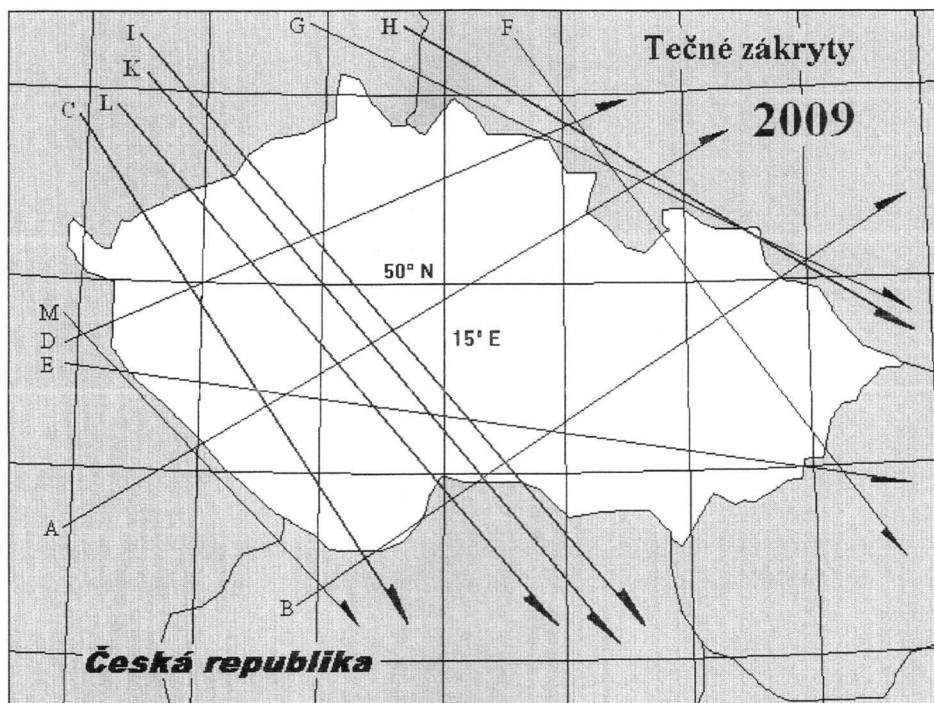 I
G
H
F
Tečné zákryty
K
L
C
2009
50° N
M
15° E
D
E
A
B
Česká republika